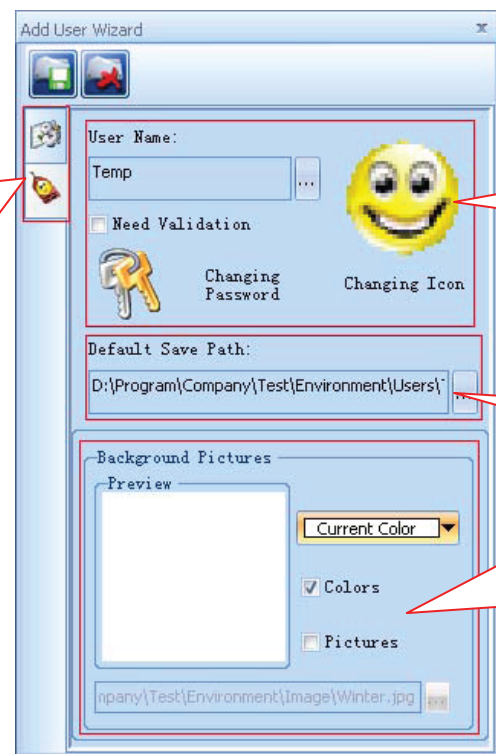 Add User Wizard
User Name:
Temp
...
Need Validation
Changing
Password
Changing Icon
Default Save Path:
D:\Program\Company\Test\Environment\Users\
...
Background Pictures
Preview
Current Color
Colors
Pictures
npany\Test\Environment\Image\Winter.jpg
...